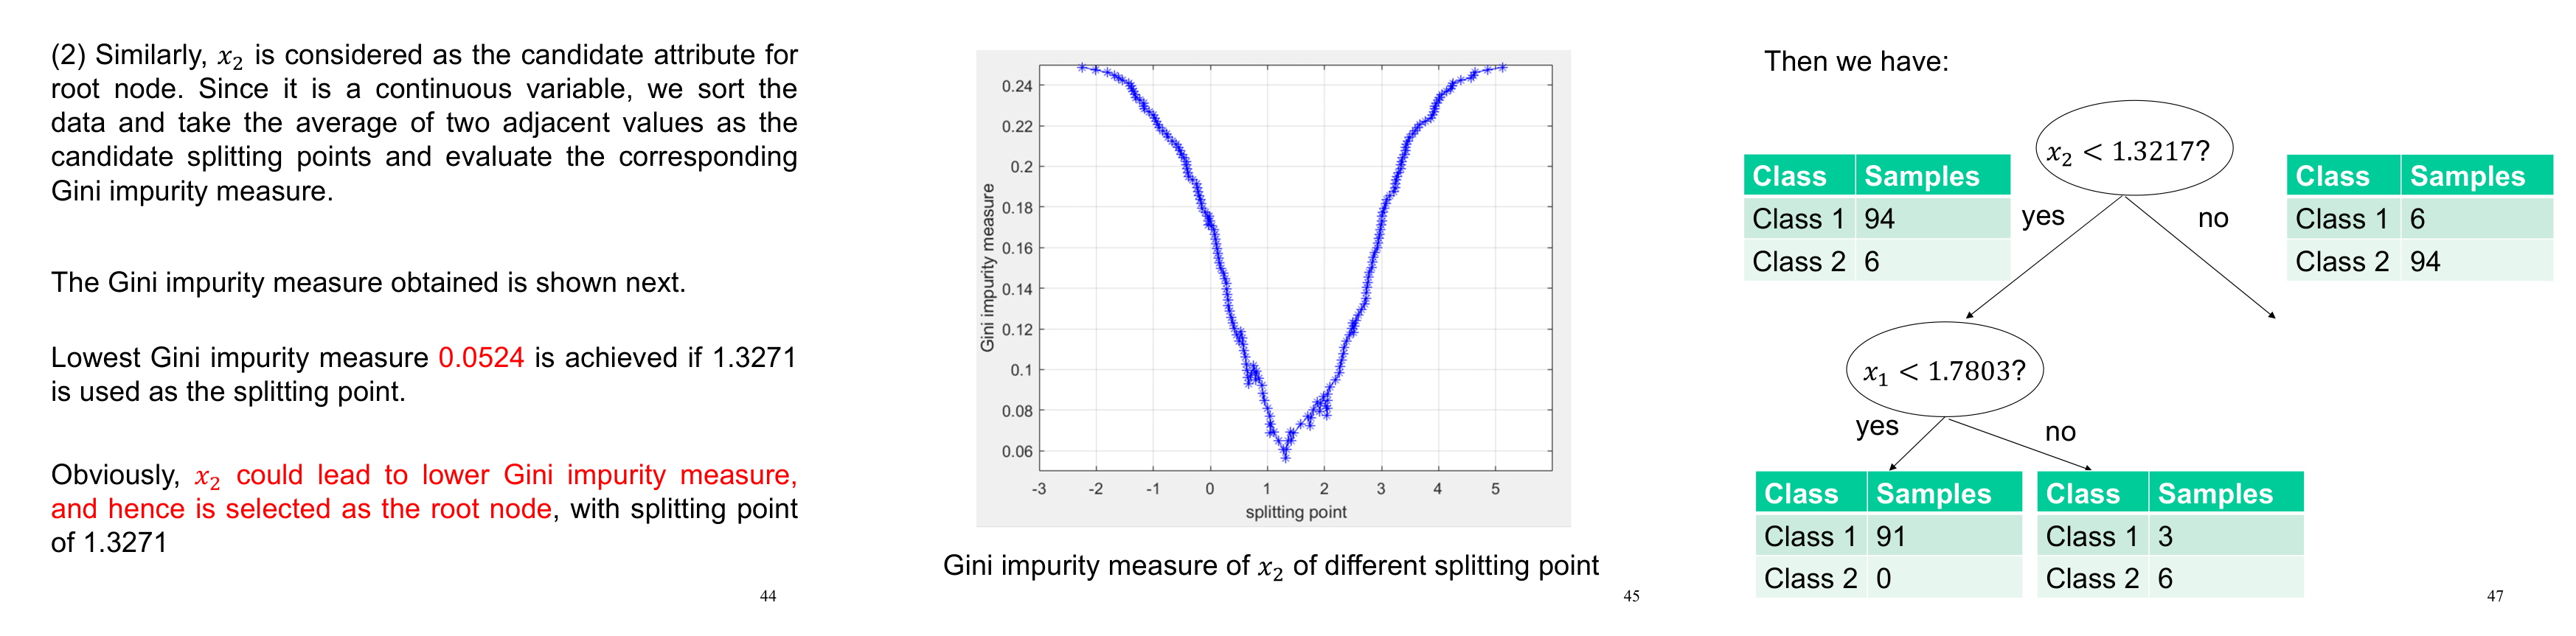 (2) Similarly, x₂ is considered as the candidate attribute for
root node. Since it is a continuous variable, we sort the
data and take the average of two adjacent values as the
candidate splitting points and evaluate the corresponding
Gini impurity measure.
The Gini impurity measure obtained is shown next.
Lowest Gini impurity measure 0.0524 is achieved if 1.3271
is used as the splitting point.
Obviously, x₂ could lead to lower Gini impurity measure,
and hence is selected as the root node, with splitting point
of 1.3271
44
Gini impurity measure
0.24
0.22
0.2
0.18
0.16
0.14
0.12
0.1
0.08
0.06
-3 -2 -1 0 1 2 3 4 5
splitting point
Gini impurity measure of x₂ of different splitting point
45
Then we have:
x₂ < 1.3217?
Class Samples
Class 1 94
Class 2 6
yes
no
Class Samples
Class 1 6
Class 2 94
x₁ < 1.7803?
yes
no
Class Samples
Class 1 91
Class 2 0
Class Samples
Class 1 3
Class 2 6
47